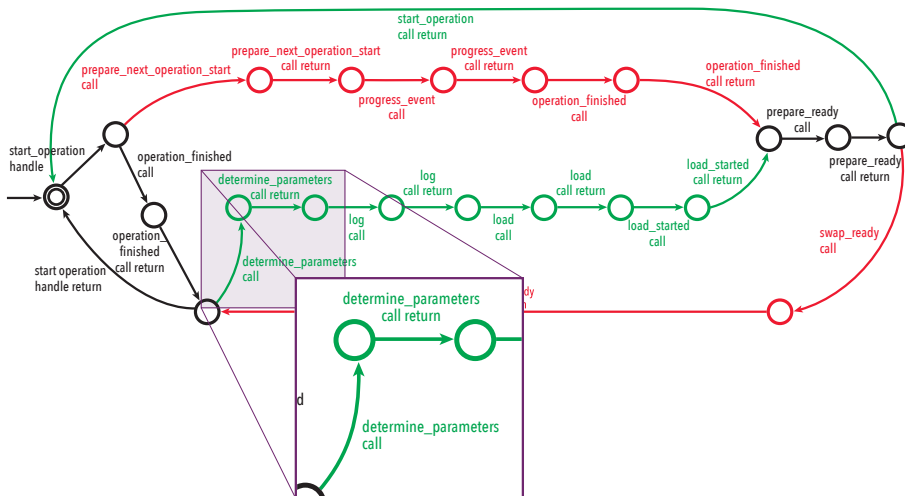 start_operation
call return
prepare_next_operation_start
call return
progress_event
call return
prepare_next_operation_start
call
operation_finished
call return
progress_event
call
operation_finished
call
prepare_ready
call
start_operation
handle
operation_finished
call
prepare_ready
call return
determine_parameters
call return
log
call return
load
call return
load_started
call return
log
call
load
call
load_started
call
swap_ready
call
operation_
finished
call return
start operation
handle return
determine_parameters
call
determine_parameters
call return
d
determine_parameters
call